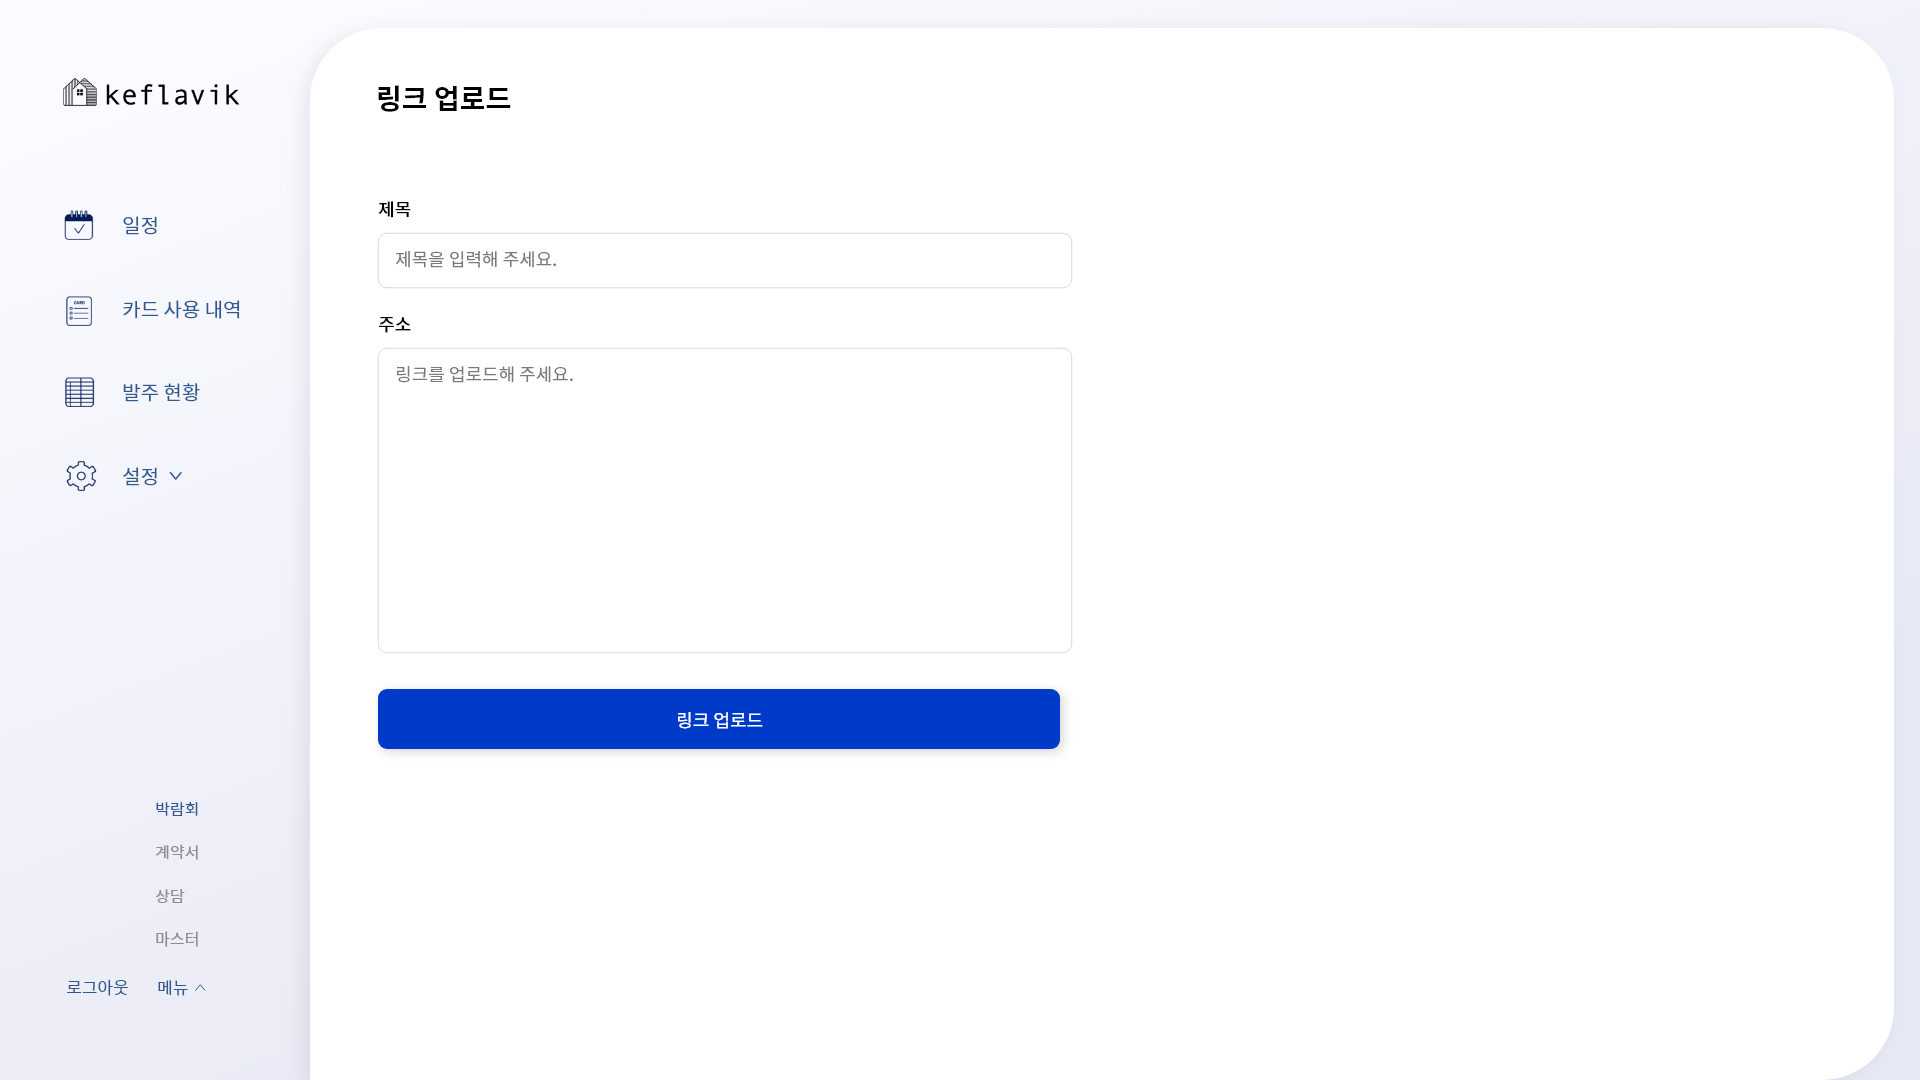 keflavik
일정
카드 사용 내역
발주 현황
설정
박람회
계약서
상담
마스터
로그아웃
메뉴
링크 업로드
제목
제목을 입력해 주세요.
주소
링크를 업로드해 주세요.
링크 업로드